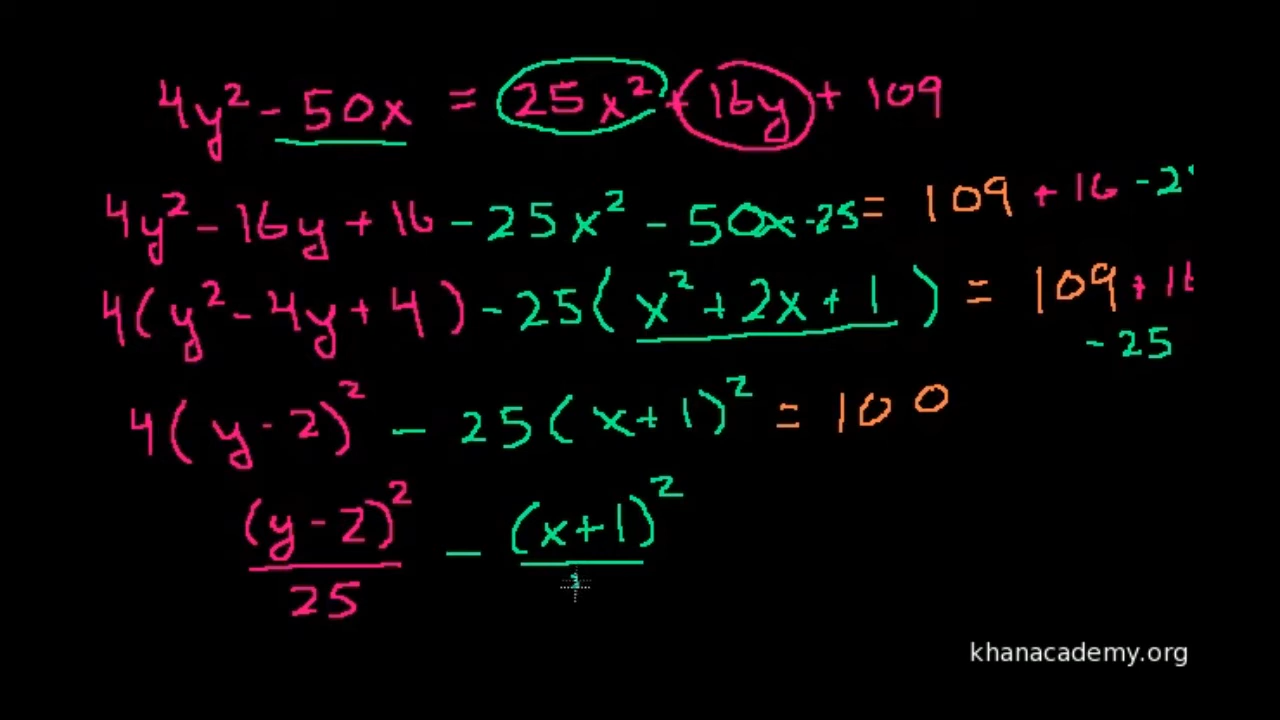 4y² - 50x = 25x² + 16y + 109
4y² - 16y + 16 - 25x² - 50x - 25 = 109 + 16 - 2
4(y² - 4y + 4) - 25(x² + 2x + 1) = 109 + 16
- 25
4(y - 2)² - 25(x + 1)² = 100
(y - 2)² - (x + 1)²
25
khanacademy.org